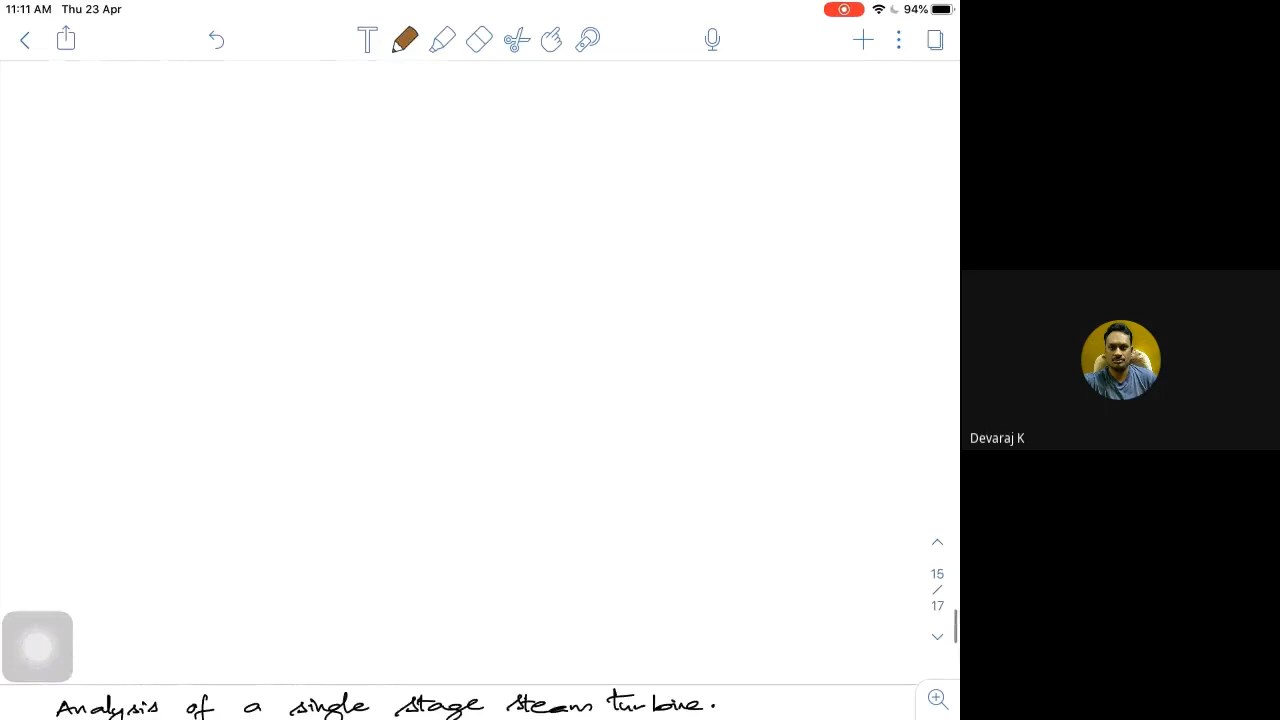 11:11 AM Thu 23 Apr
94%
T
Devaraj K
15
/
17
Analysis of a single stage steam turbine.